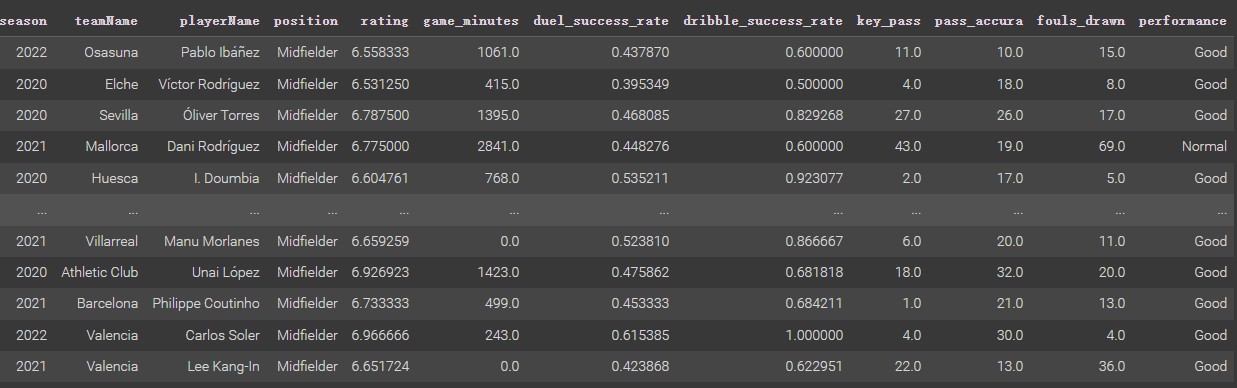 season teamName playerName position rating game_minutes duel_success_rate dribble_success_rate key_pass pass_accura fouls_drawn performance
2022 Osasuna Pablo Ibáñez Midfielder 6.558333 1061.0 0.437870 0.600000 11.0 10.0 15.0 Good
2020 Elche Víctor Rodríguez Midfielder 6.531250 415.0 0.395349 0.500000 4.0 18.0 8.0 Good
2020 Sevilla Óliver Torres Midfielder 6.787500 1395.0 0.468085 0.829268 27.0 26.0 17.0 Good
2021 Mallorca Dani Rodríguez Midfielder 6.775000 2841.0 0.448276 0.600000 43.0 19.0 69.0 Normal
2020 Huesca I. Doumbia Midfielder 6.604761 768.0 0.535211 0.923077 2.0 17.0 5.0 Good
... ... ... ... ... ... ... ... ... ... ... ...
2021 Villarreal Manu Morlanes Midfielder 6.659259 0.0 0.523810 0.866667 6.0 20.0 11.0 Good
2020 Athletic Club Unai López Midfielder 6.926923 1423.0 0.475862 0.681818 18.0 32.0 20.0 Good
2021 Barcelona Philippe Coutinho Midfielder 6.733333 499.0 0.453333 0.684211 1.0 21.0 13.0 Good
2022 Valencia Carlos Soler Midfielder 6.966666 243.0 0.615385 1.000000 4.0 30.0 4.0 Good
2021 Valencia Lee Kang-In Midfielder 6.651724 0.0 0.423868 0.622951 22.0 13.0 36.0 Good